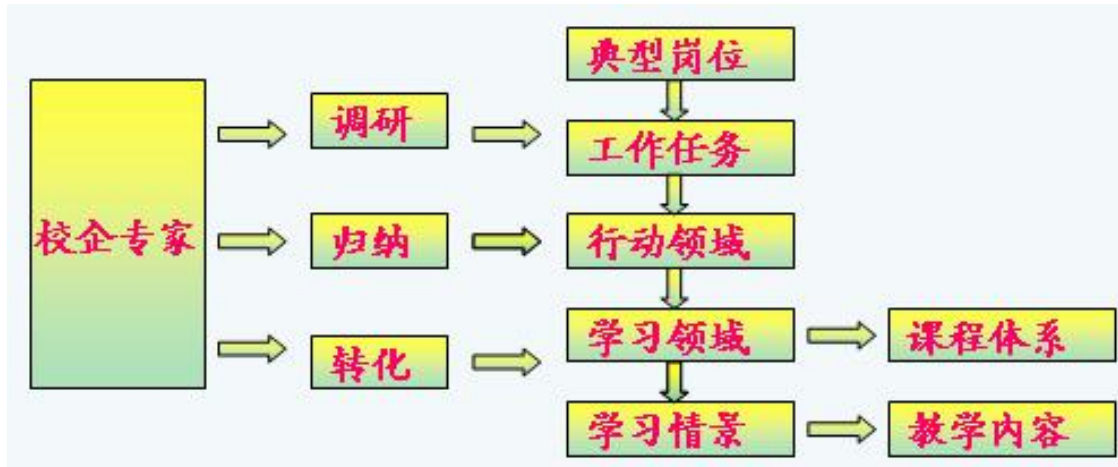 典型岗位
调研
工作任务
校企专家
归纳
行动领域
转化
学习领域
课程体系
学习情景
教学内容